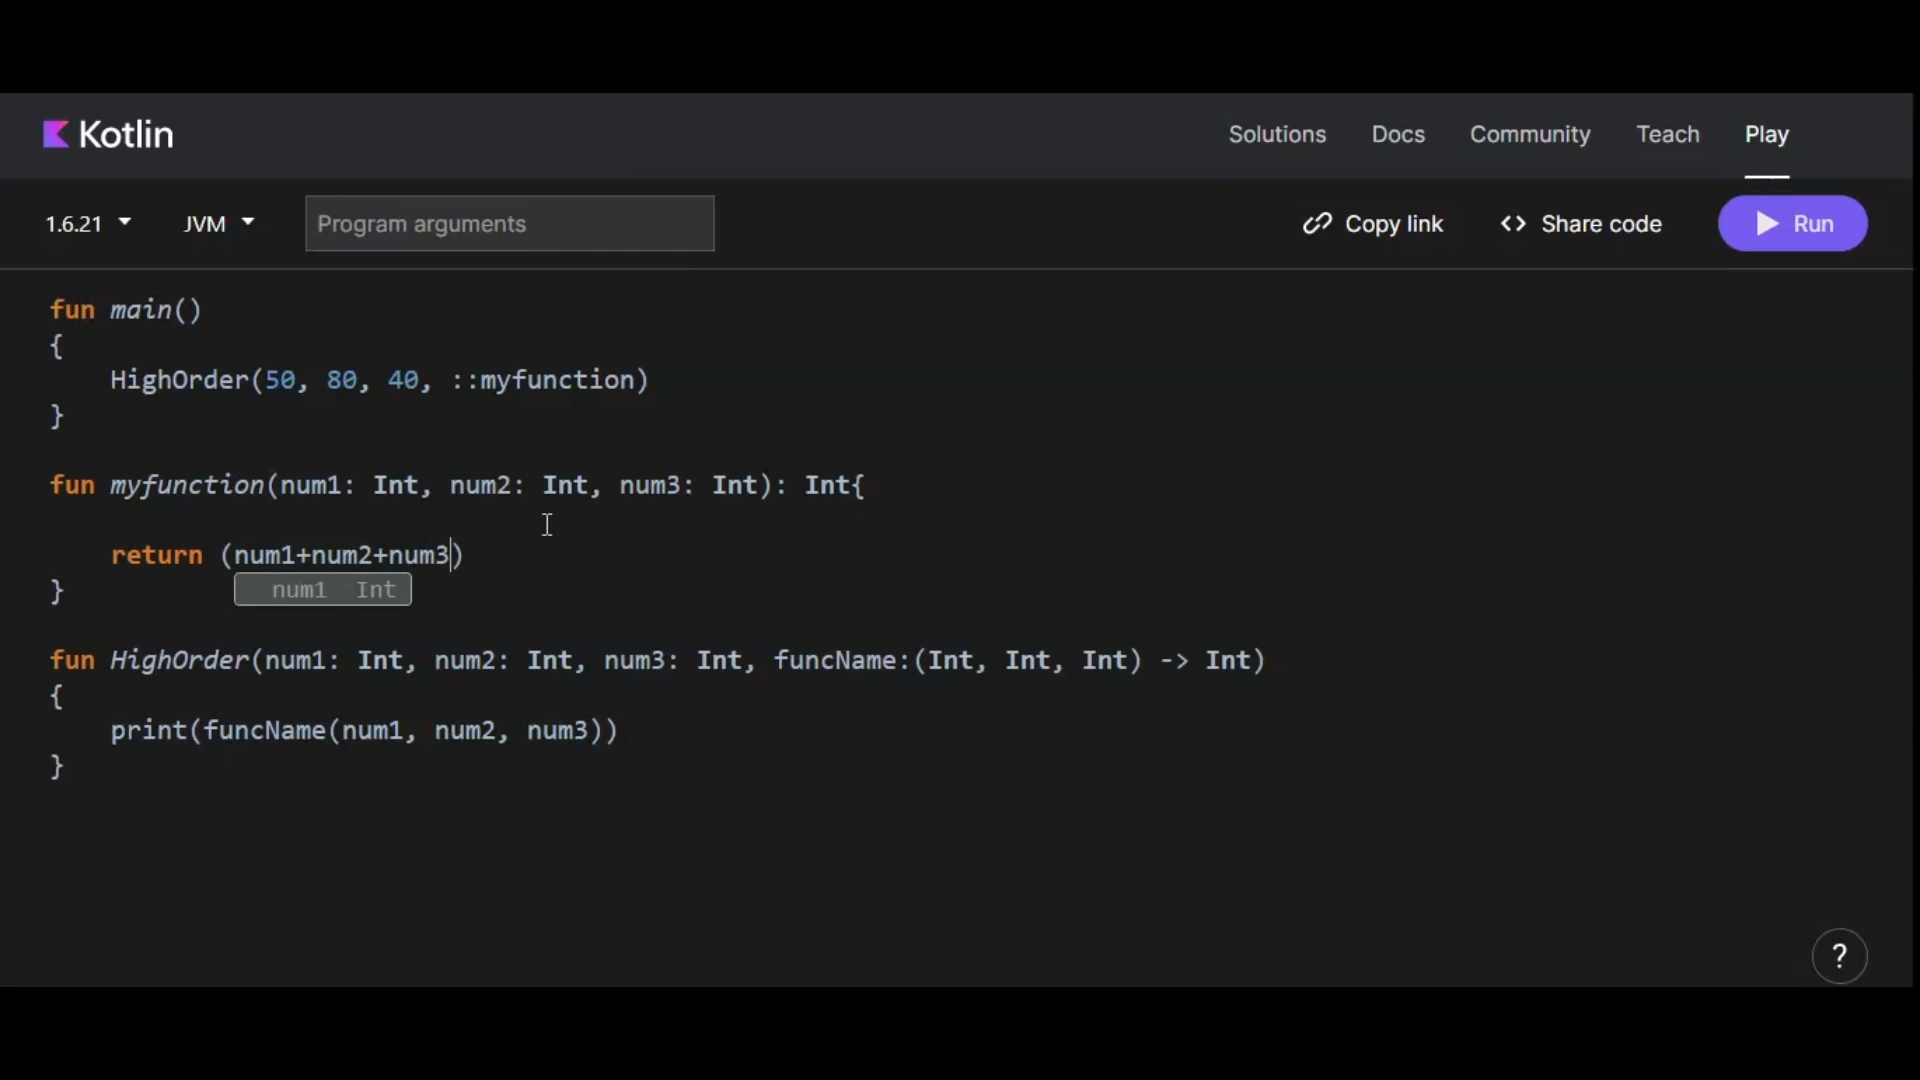 Kotlin
Solutions Docs Community Teach Play
1.6.21 JVM Program arguments Copy link <> Share code Run
fun main()
{
    HighOrder(50, 80, 40, ::myfunction)
}
fun myfunction(num1: Int, num2: Int, num3: Int): Int{
    return (num1+num2+num3)
}
num1 Int
fun HighOrder(num1: Int, num2: Int, num3: Int, funcName:(Int, Int, Int) -> Int)
{
    print(funcName(num1, num2, num3))
}
?